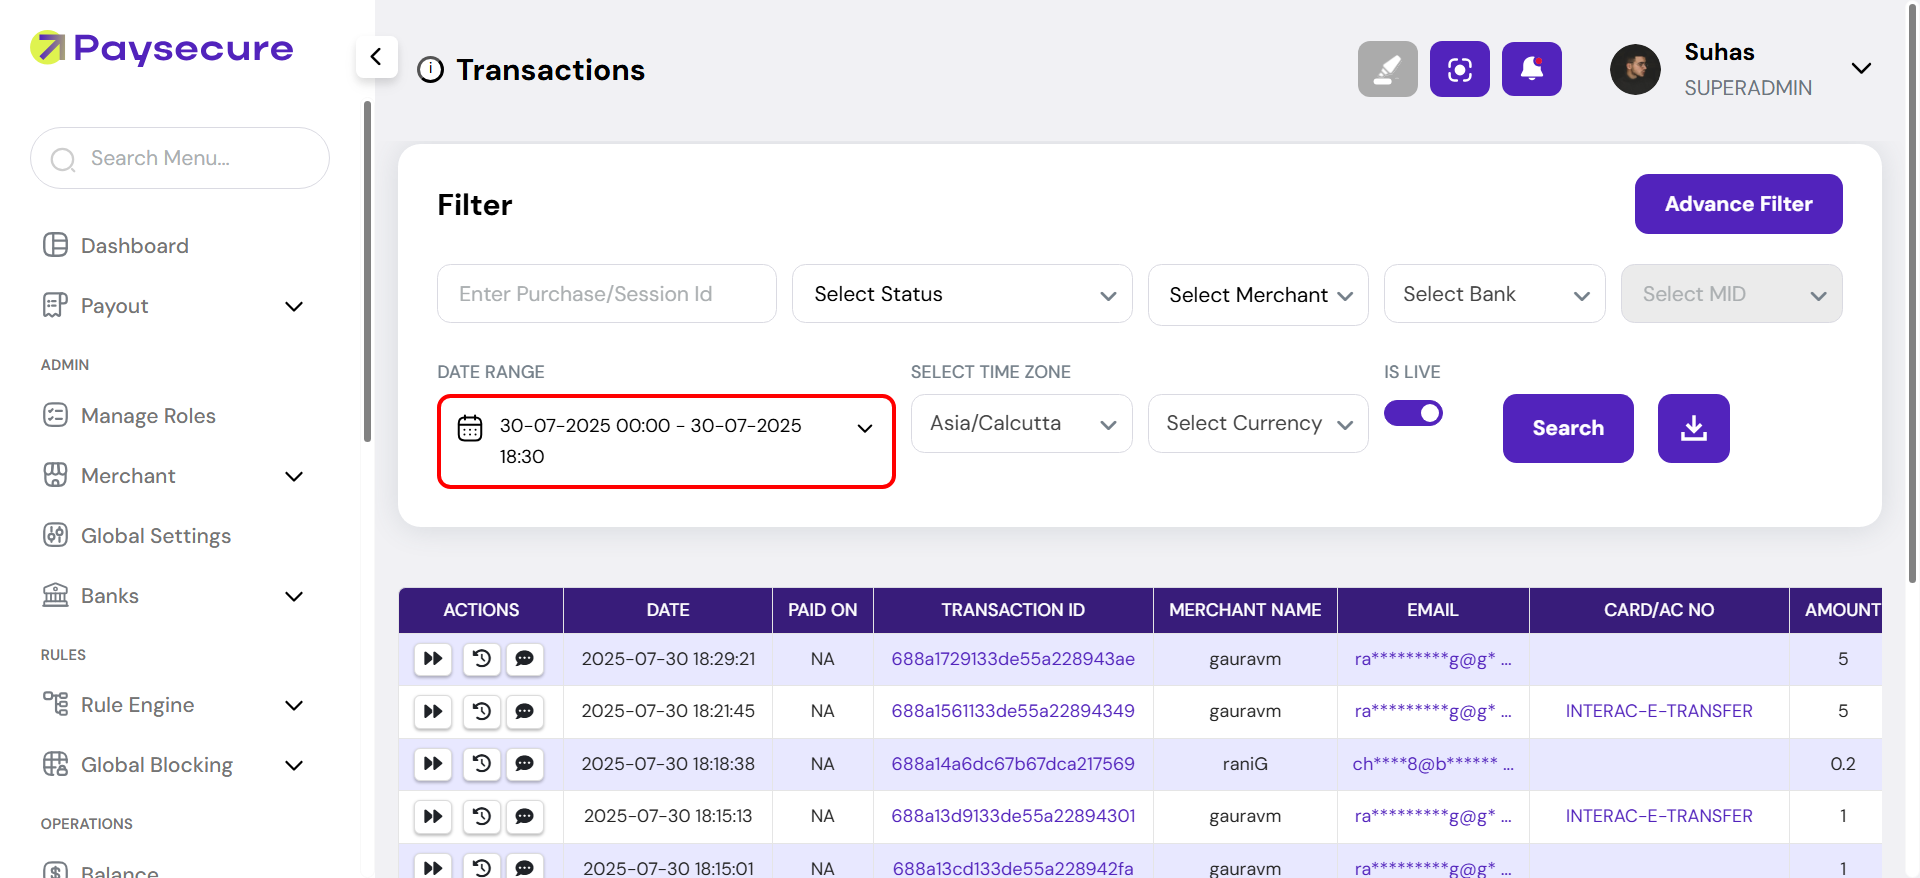 Paysecure
Transactions
Suhas
SUPERADMIN
Search Menu...
Dashboard
Payout
ADMIN
Manage Roles
Merchant
Global Settings
Banks
RULES
Rule Engine
Global Blocking
OPERATIONS
Balance
Filter
Advance Filter
Enter Purchase/Session Id
Select Status
Select Merchant
Select Bank
Select MID
DATE RANGE
SELECT TIME ZONE
IS LIVE
30-07-2025 00:00 - 30-07-2025
18:30
Asia/Calcutta
Select Currency
Search
ACTIONS DATE PAID ON TRANSACTION ID MERCHANT NAME EMAIL CARD/AC NO AMOUNT
2025-07-30 18:29:21 NA 688a1729133de55a228943ae gauravm ra*********g@g* ... 5
2025-07-30 18:21:45 NA 688a1561133de55a22894349 gauravm ra*********g@g* ... INTERAC-E-TRANSFER 5
2025-07-30 18:18:38 NA 688a14a6dc67b67dca217569 raniG ch****8@b****** ... 0.2
2025-07-30 18:15:13 NA 688a13d9133de55a22894301 gauravm ra*********g@g* ... INTERAC-E-TRANSFER 1
2025-07-30 18:15:01 NA 688a13cd133de55a228942fa gauravm ra*********g@g* ... 1